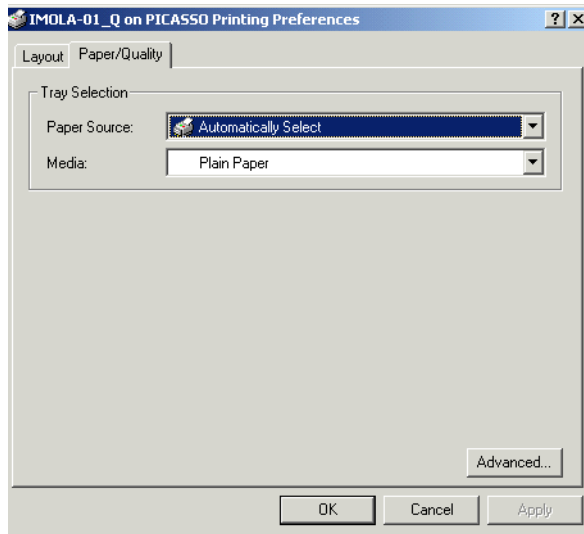 IMOLA-01_Q on PICASSO Printing Preferences
Layout Paper/Quality
Tray Selection
Paper Source: Automatically Select
Media: Plain Paper
Advanced...
OK Cancel Apply